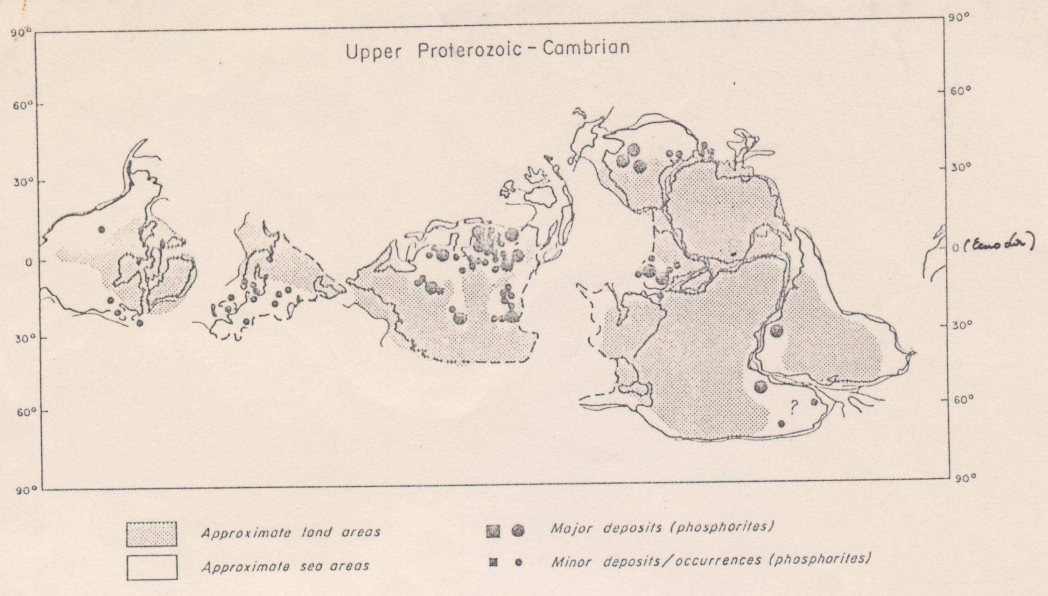 Upper Proterozoic – Cambrian
90° 90°
60° 60°
30° 30°
0 0 (Ecuador)
30° 30°
60° ? 60°
90° 90°
Approximate land areas
Approximate sea areas
Major deposits (phosphorites)
Minor deposits/occurrences (phosphorites)